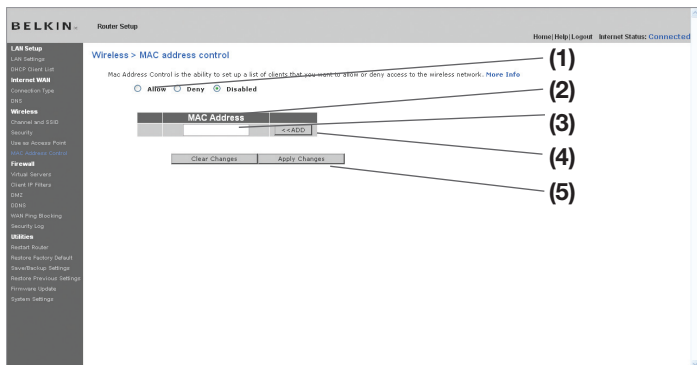 BELKIN®
Router Setup
Home|Help|Logout Internet Status: Connected
LAN Setup
LAN Settings
DHCP Client List
Internet WAN
Connection Type
DNS
Wireless
Channel and SSID
Security
Use as Access Point
MAC Address Control
Firewall
Virtual Servers
Client IP Filters
DMZ
DDNS
WAN Ping Blocking
Security Log
Utilities
Restart Router
Restore Factory Default
Save/Backup Settings
Restore Previous Settings
Firmware Update
System Settings
Wireless > MAC address control
Mac Address Control is the ability to set up a list of clients that you want to allow or deny access to the wireless network. More Info
Allow Deny Disabled
MAC Address
<<ADD
Clear Changes Apply Changes
(1)
(2)
(3)
(4)
(5)